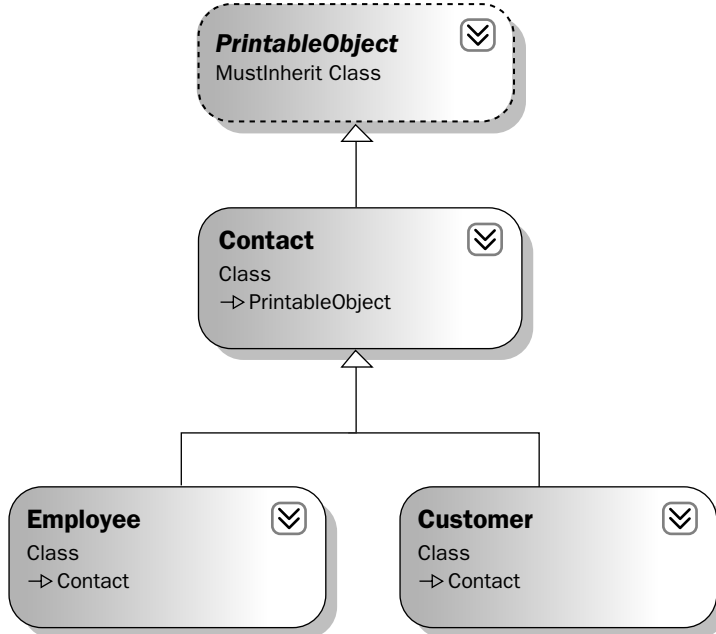 PrintableObject
MustInherit Class
Contact
Class
PrintableObject
Employee
Class
Contact
Customer
Class
Contact